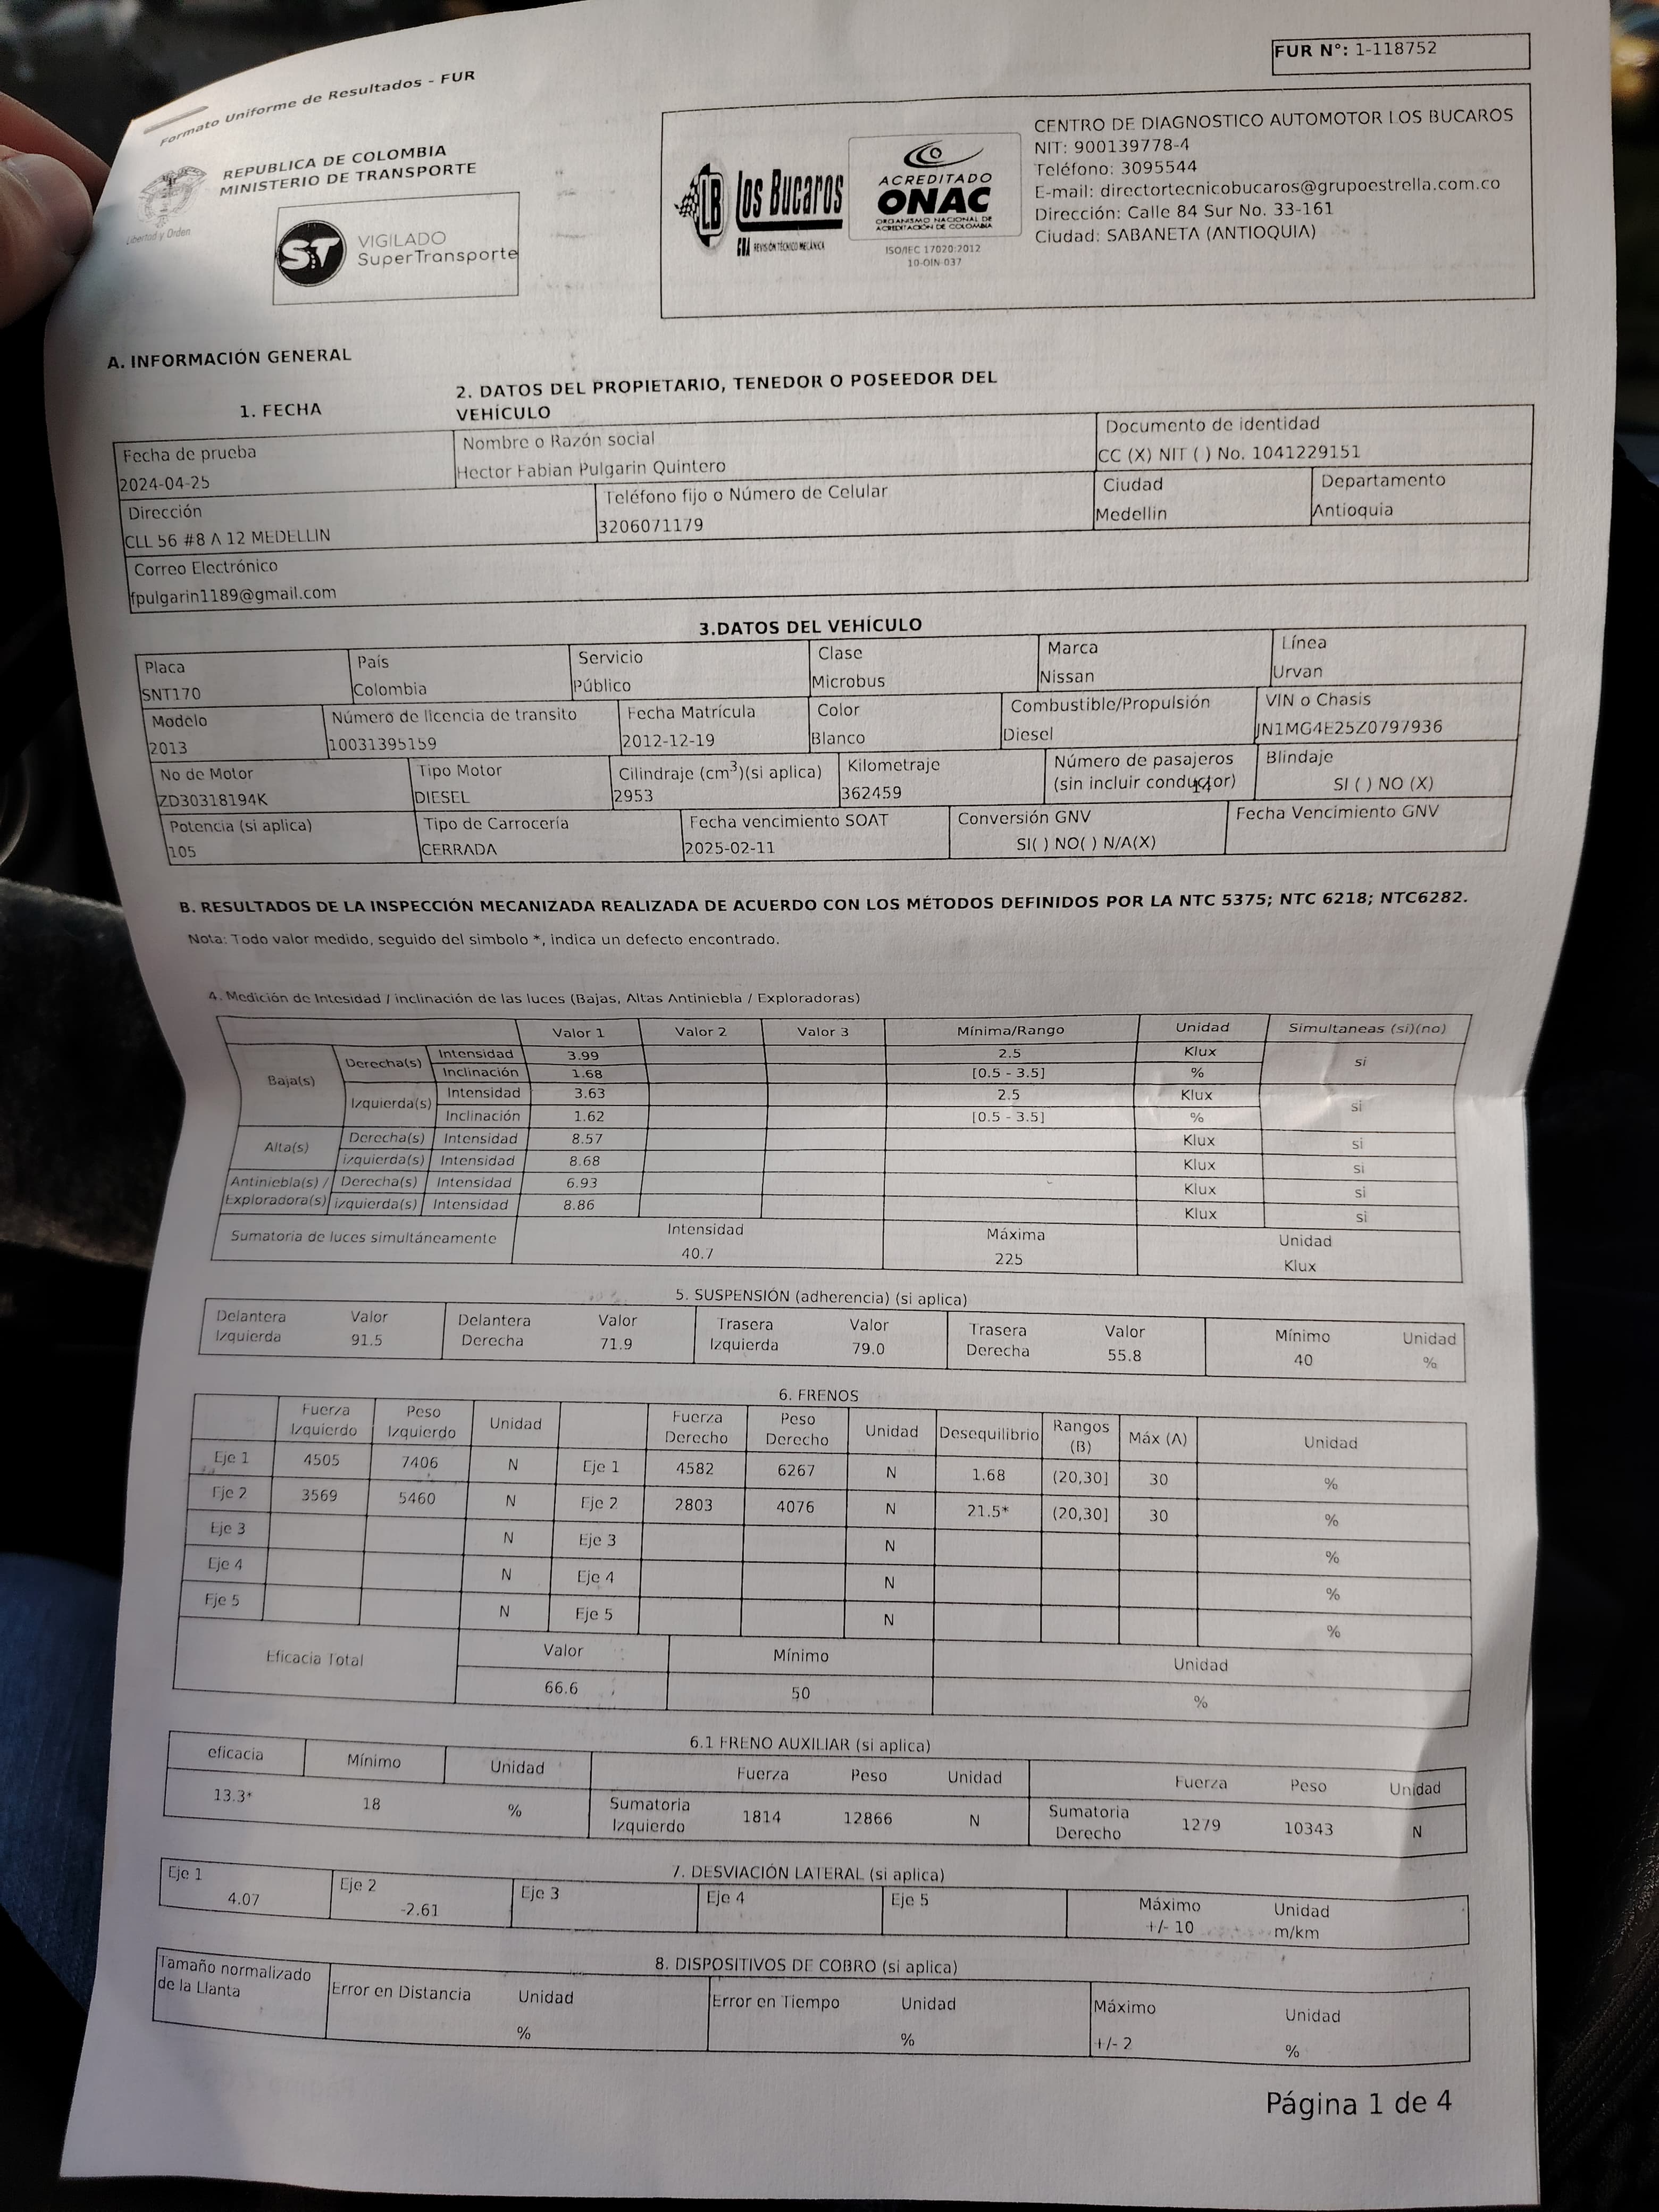 FUR N°: 1-118752
Formato Uniforme de Resultados - FUR
REPUBLICA DE COLOMBIA
MINISTERIO DE TRANSPORTE
Libertad y Orden
ST VIGILADO
SuperTransporte
LB los Bucaros
CDA REVISIÓN TÉCNICO MECÁNICA
ACREDITADO
ONAC
ORGANISMO NACIONAL DE
ACREDITACIÓN DE COLOMBIA
ISO/IEC 17020:2012
10-OIN-037
CENTRO DE DIAGNOSTICO AUTOMOTOR LOS BUCAROS
NIT: 900139778-4
Teléfono: 3095544
E-mail: directortecnicobucaros@grupoestrella.com.co
Dirección: Calle 84 Sur No. 33-161
Ciudad: SABANETA (ANTIOQUIA)
A. INFORMACIÓN GENERAL
1. FECHA
2. DATOS DEL PROPIETARIO, TENEDOR O POSEEDOR DEL
VEHÍCULO
Fecha de prueba Nombre o Razón social Documento de identidad
2024-04-25 Hector Fabian Pulgarin Quintero CC (X) NIT ( ) No. 1041229151
Dirección Teléfono fijo o Número de Celular Ciudad Departamento
CLL 56 #8 A 12 MEDELLIN 3206071179 Medellin Antioquia
Correo Electrónico
fpulgarin1189@gmail.com
3.DATOS DEL VEHÍCULO
Placa País Servicio Clase Marca Línea
SNT170 Colombia Público Microbus Nissan Urvan
Modelo Número de licencia de transito Fecha Matrícula Color Combustible/Propulsión VIN o Chasis
2013 10031395159 2012-12-19 Blanco Diesel JN1MG4E25Z0797936
No de Motor Tipo Motor Cilindraje (cm3)(si aplica) Kilometraje Número de pasajeros Blindaje
(sin incluir conductor)
ZD30318194K DIESEL 2953 362459 14 SI ( ) NO (X)
Potencia (si aplica) Tipo de Carrocería Fecha vencimiento SOAT Conversión GNV Fecha Vencimiento GNV
105 CERRADA 2025-02-11 SI( ) NO( ) N/A(X)
B. RESULTADOS DE LA INSPECCIÓN MECANIZADA REALIZADA DE ACUERDO CON LOS MÉTODOS DEFINIDOS POR LA NTC 5375; NTC 6218; NTC6282.
Nota: Todo valor medido, seguido del simbolo *, indica un defecto encontrado.
4. Medición de Intesidad / inclinación de las luces (Bajas, Altas Antiniebla / Exploradoras)
Valor 1 Valor 2 Valor 3 Mínima/Rango Unidad Simultaneas (si)(no)
Baja(s) Derecha(s) Intensidad 3.99 2.5 Klux si
Inclinación 1.68 [0.5 - 3.5] %
Izquierda(s) Intensidad 3.63 2.5 Klux si
Inclinación 1.62 [0.5 - 3.5] %
Alta(s) Derecha(s) Intensidad 8.57 Klux si
izquierda(s) Intensidad 8.68 Klux si
Antiniebla(s) / Derecha(s) Intensidad 6.93 Klux si
Exploradora(s) izquierda(s) Intensidad 8.86 Klux si
Sumatoria de luces simultáneamente Intensidad Máxima Unidad
40.7 225 Klux
5. SUSPENSIÓN (adherencia) (si aplica)
Delantera Valor Delantera Valor Trasera Valor Trasera Valor Mínimo Unidad
Izquierda 91.5 Derecha 71.9 Izquierda 79.0 Derecha 55.8 40 %
6. FRENOS
Fuerza Peso Unidad Fuerza Peso Unidad Desequilibrio Rangos Máx (A) Unidad
Izquierdo Izquierdo Derecho Derecho (B)
Eje 1 4505 7406 N Eje 1 4582 6267 N 1.68 (20,30] 30 %
Eje 2 3569 5460 N Eje 2 2803 4076 N 21.5* (20,30] 30 %
Eje 3 N Eje 3 N %
Eje 4 N Eje 4 N %
Eje 5 N Eje 5 N %
Eficacia Total Valor Mínimo Unidad
66.6 50 %
6.1 FRENO AUXILIAR (si aplica)
eficacia Mínimo Unidad Fuerza Peso Unidad Fuerza Peso Unidad
13.3* 18 % Sumatoria Izquierdo 1814 12866 N Sumatoria Derecho 1279 10343 N
7. DESVIACIÓN LATERAL (si aplica)
Eje 1 Eje 2 Eje 3 Eje 4 Eje 5 Máximo Unidad
4.07 -2.61 +/- 10 m/km
8. DISPOSITIVOS DE COBRO (si aplica)
Tamaño normalizado
de la Llanta Error en Distancia Unidad Error en Tiempo Unidad Máximo Unidad
% % +/- 2 %
Página 1 de 4